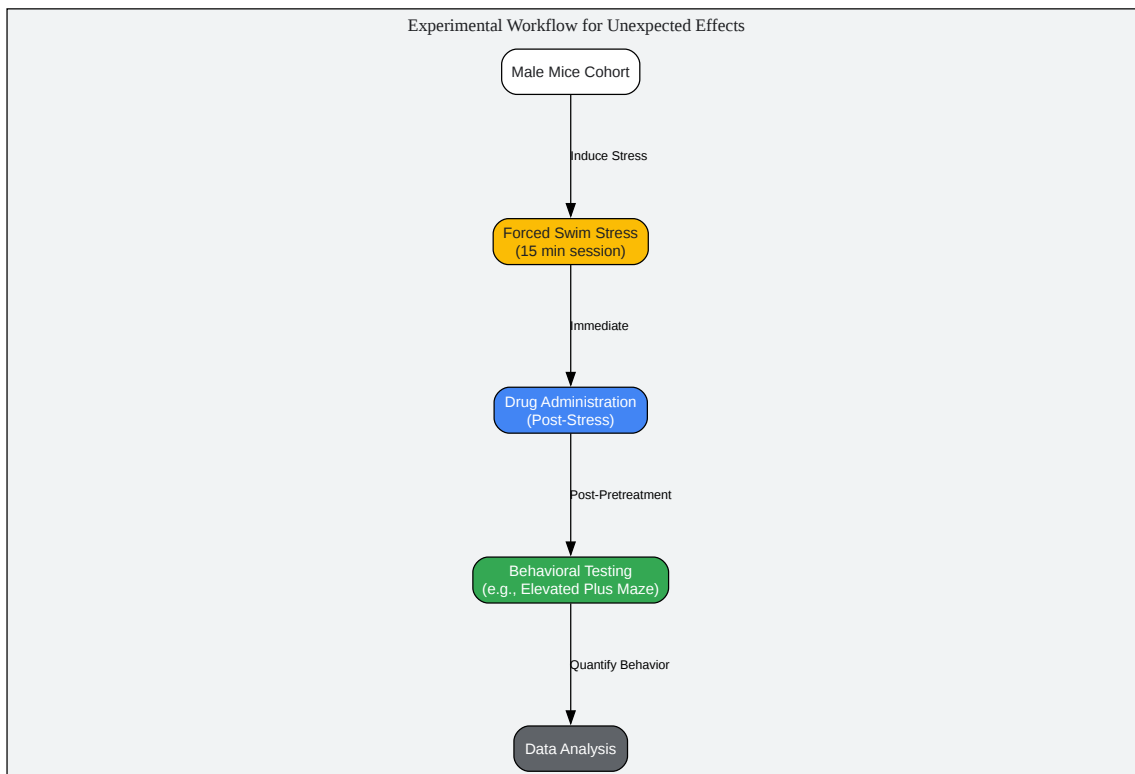 Experimental Workflow for Unexpected Effects
Male Mice Cohort
Induce Stress
Forced Swim Stress
(15 min session)
Immediate
Drug Administration
(Post-Stress)
Post-Pretreatment
Behavioral Testing
(e.g., Elevated Plus Maze)
Quantify Behavior
Data Analysis